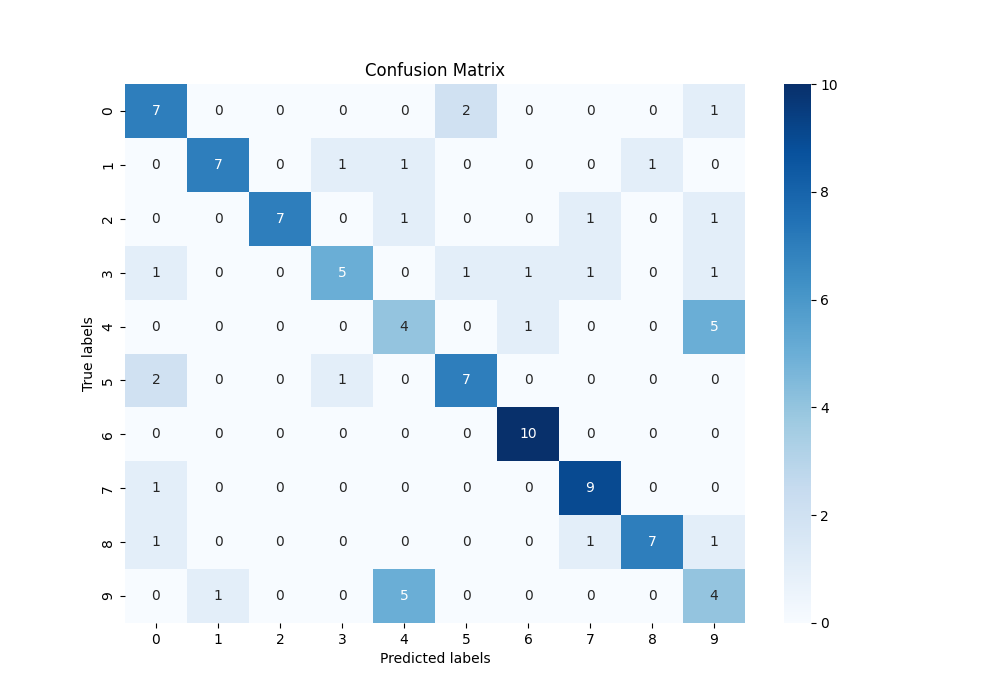 Confusion Matrix
0 7 0 0 0 0 2 0 0 0 1
1 0 7 0 1 1 0 0 0 1 0
2 0 0 7 0 1 0 0 1 0 1
3 1 0 0 5 0 1 1 1 0 1
4 0 0 0 0 4 0 1 0 0 5
5 2 0 0 1 0 7 0 0 0 0
6 0 0 0 0 0 0 10 0 0 0
7 1 0 0 0 0 0 0 9 0 0
8 1 0 0 0 0 0 0 1 7 1
9 0 1 0 0 5 0 0 0 0 4
0 1 2 3 4 5 6 7 8 9
Predicted labels
True labels
10
8
6
4
2
0